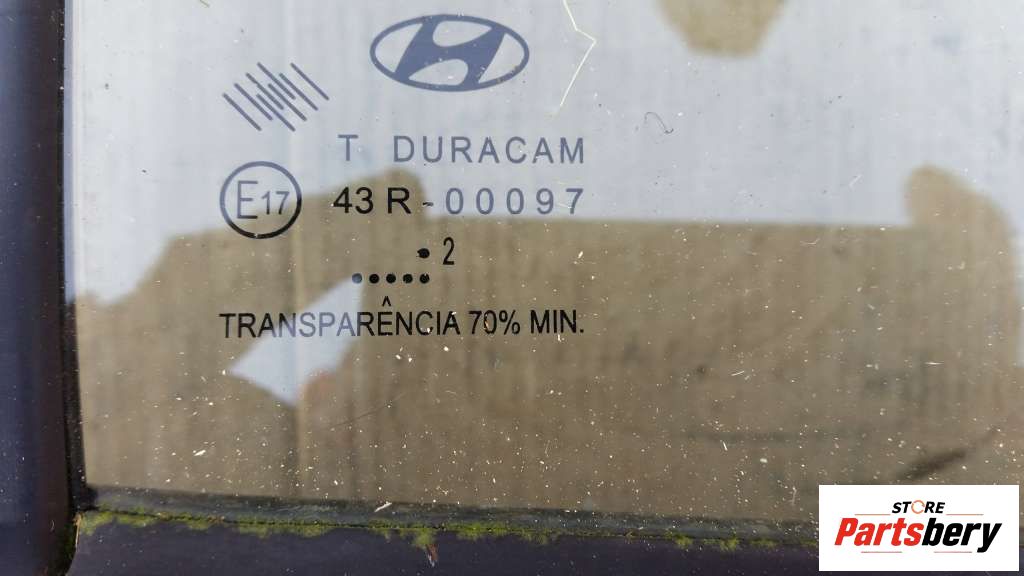 T DURACAM
E17 43 R - 00097
2
TRANSPARÊNCIA 70% MIN.
STORE
Partsbery